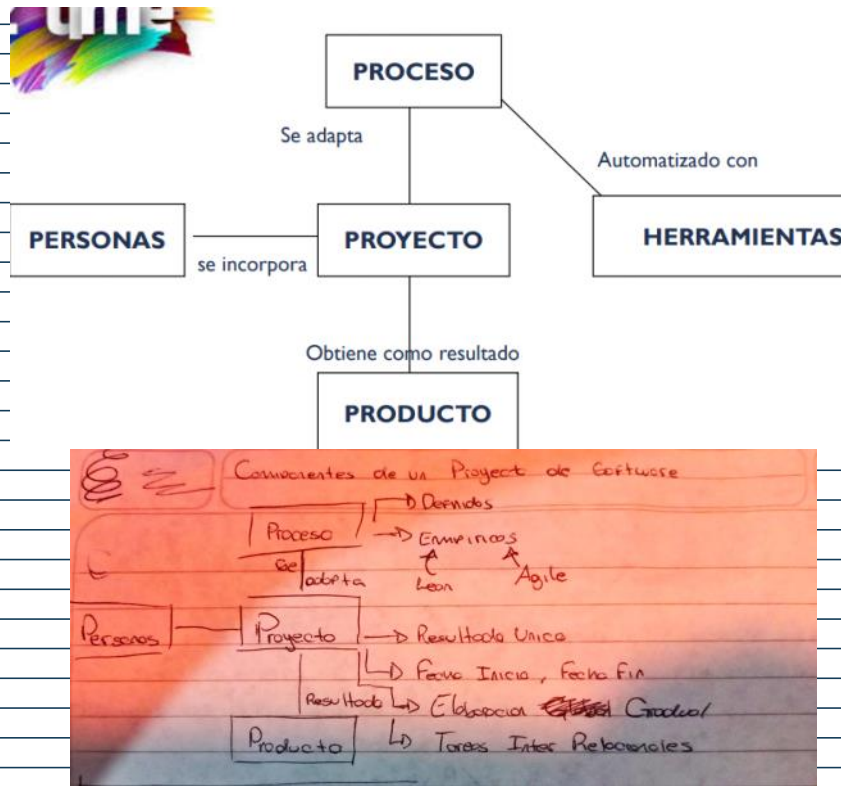 time
PROCESO
Se adapta
Automatizado con
PERSONAS
PROYECTO
HERRAMIENTAS
se incorpora
Obtiene como resultado
PRODUCTO
Componentes de un Proyect de Software
Definidos
Proceso
Empiricos
Se adapta
Lean
Agile
Personas
Proyecto
Resultado Unico
Fecha Inicio, Fecha Fin
Resultado
Elaboracion Gradual
Producto
Tareas Inter Relacionales